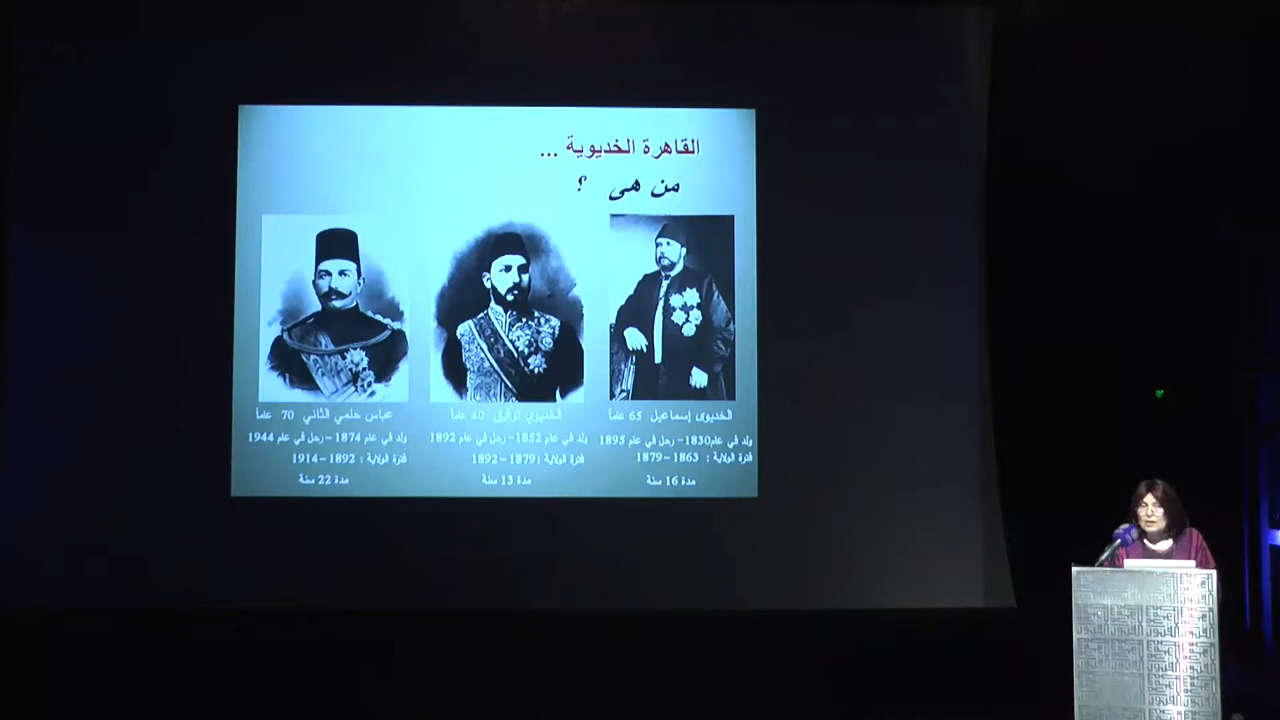 القاهرة الخديوية ...
من هى ؟
الخديوى إسماعيل 65 عاماً
ولد في عام1830– رحل في عام 1895
فترة الولاية : 1863–1879
مدة 16 سنة
الخديوي توفيق 40 عاماً
ولد في عام 1852– رحل في عام 1892
فترة الولاية :1879–1892
مدة 13 سنة
عباس حلمي الثاني 70 عاماً
ولد في عام 1874– رحل في عام 1944
فترة الولاية : 1892–1914
مدة 22 سنة